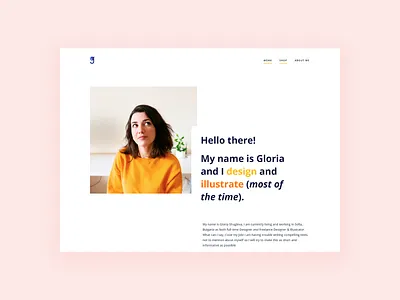 g
WORK SHOP ABOUT ME
Hello there!
My name is Gloria
and I design and
illustrate (most of
the time).
My name is Gloria Shugleva. I am currently living and working in Sofia,
Bulgaria as both full-time Designer and Freelance Designer & Illustrator.
What can I say, I love my job! I am having trouble writing compelling even
not to mention about myself so I will try to make this as short and
informative as possible.